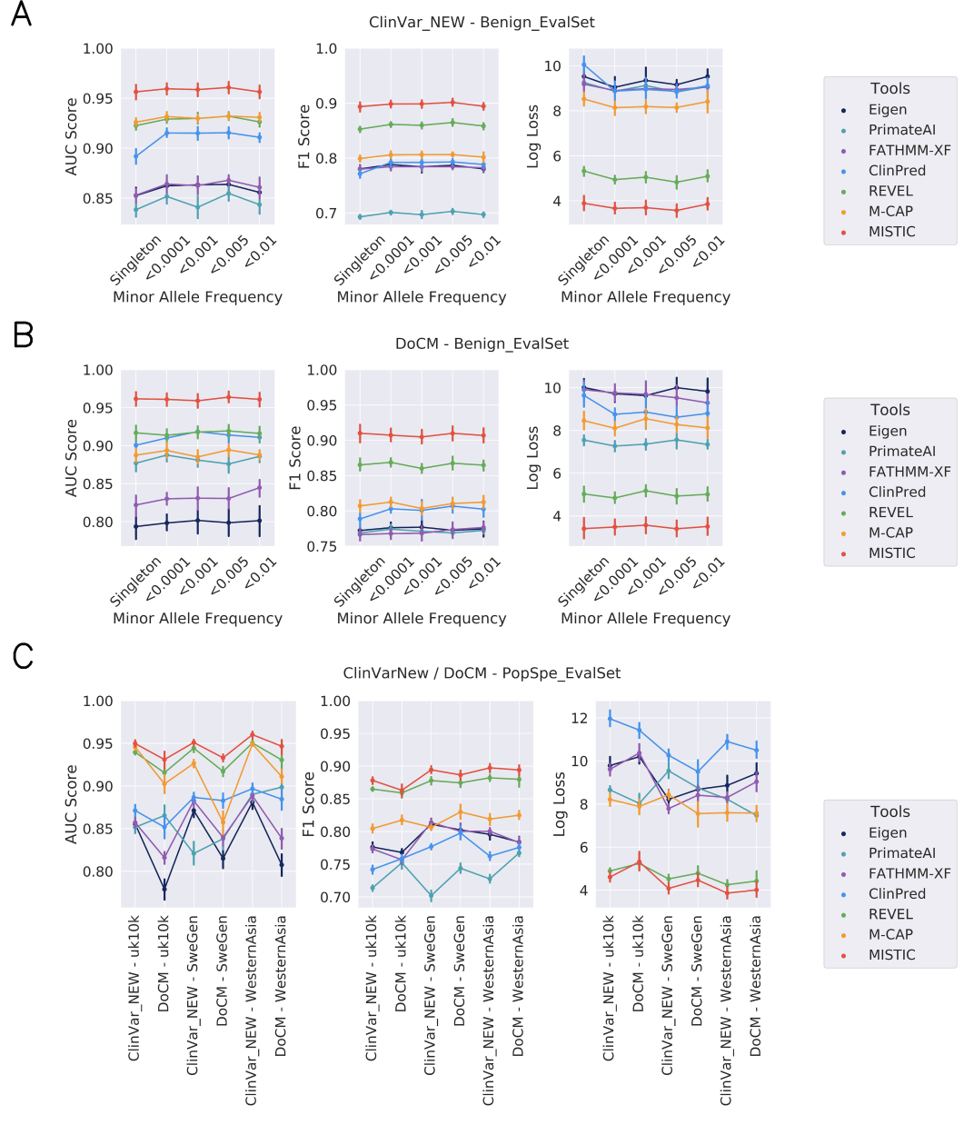 A
ClinVar_NEW - Benign_EvalSet
1.00
0.95
0.90
0.85
AUC Score
Singleton
<0.0001
<0.001
<0.005
<0.01
Minor Allele Frequency
1.0
0.9
0.8
0.7
F1 Score
Singleton
<0.0001
<0.001
<0.005
<0.01
Minor Allele Frequency
10
8
6
4
Log Loss
Singleton
<0.0001
<0.001
<0.005
<0.01
Minor Allele Frequency
Tools
Eigen
PrimateAI
FATHMM-XF
ClinPred
REVEL
M-CAP
MISTIC
B
DoCM - Benign_EvalSet
1.00
0.95
0.90
0.85
0.80
AUC Score
Singleton
<0.0001
<0.001
<0.005
<0.01
Minor Allele Frequency
1.00
0.95
0.90
0.85
0.80
0.75
F1 Score
Singleton
<0.0001
<0.001
<0.005
<0.01
Minor Allele Frequency
10
8
6
4
Log Loss
Singleton
<0.0001
<0.001
<0.005
<0.01
Minor Allele Frequency
Tools
Eigen
PrimateAI
FATHMM-XF
ClinPred
REVEL
M-CAP
MISTIC
C
ClinVarNew / DoCM - PopSpe_EvalSet
1.00
0.95
0.90
0.85
0.80
AUC Score
ClinVar_NEW - uk10k
DoCM - uk10k
ClinVar_NEW - SweGen
DoCM - SweGen
ClinVar_NEW - WesternAsia
DoCM - WesternAsia
1.00
0.95
0.90
0.85
0.80
0.75
0.70
F1 Score
ClinVar_NEW - uk10k
DoCM - uk10k
ClinVar_NEW - SweGen
DoCM - SweGen
ClinVar_NEW - WesternAsia
DoCM - WesternAsia
12
10
8
6
4
Log Loss
ClinVar_NEW - uk10k
DoCM - uk10k
ClinVar_NEW - SweGen
DoCM - SweGen
ClinVar_NEW - WesternAsia
DoCM - WesternAsia
Tools
Eigen
PrimateAI
FATHMM-XF
ClinPred
REVEL
M-CAP
MISTIC